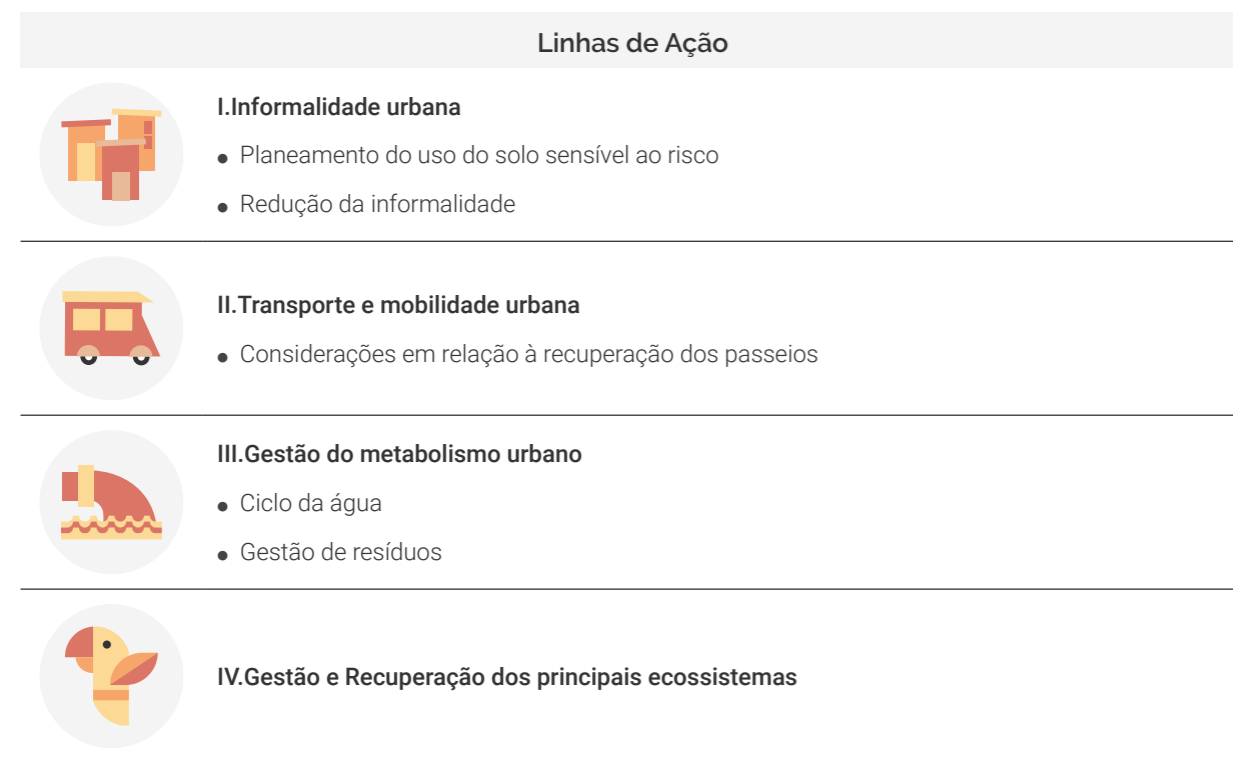 Linhas de Ação
I.Informalidade urbana
● Planeamento do uso do solo sensível ao risco
● Redução da informalidade
II.Transporte e mobilidade urbana
● Considerações em relação à recuperação dos passeios
III.Gestão do metabolismo urbano
● Ciclo da água
● Gestão de resíduos
IV.Gestão e Recuperação dos principais ecossistemas